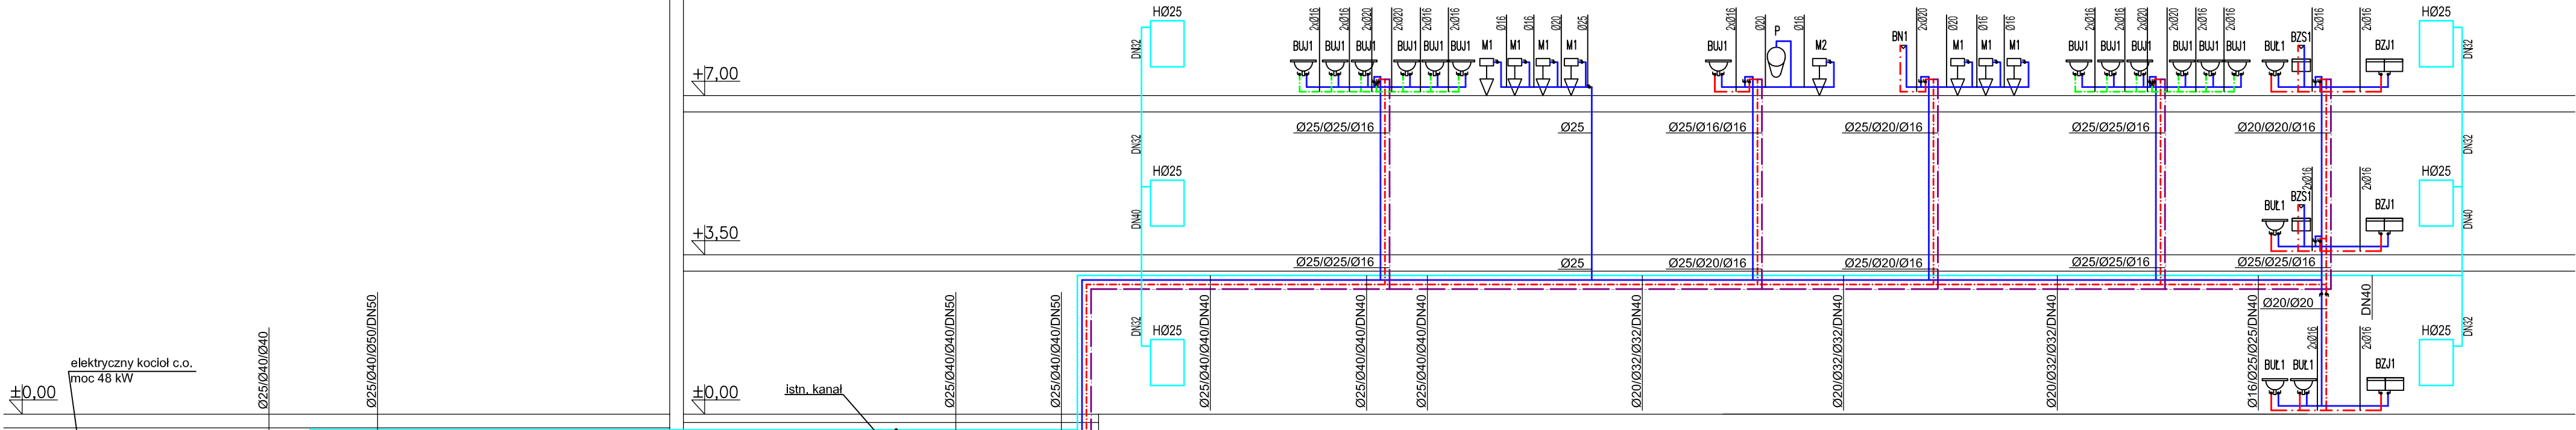 HØ25
2xØ16
2xØ16
2xØ20
2xØ20
2xØ16
2xØ16
Ø16
Ø16
Ø20
Ø25
2xØ16
Ø20
Ø16
2xØ20
Ø20
Ø16
Ø16
2xØ16
2xØ16
2xØ20
2xØ20
2xØ16
2xØ16
2xØ16
2xØ16
HØ25
DN32
BUJ1
BUJ1
BUJ1
BUJ1
BUJ1
BUJ1
M1
M1
M1
M1
BUJ1
P
M2
BN1
M1
M1
M1
BUJ1
BUJ1
BUJ1
BUJ1
BUJ1
BUJ1
BUŁ1
BZS1
BZJ1
DN32
+7,00
Ø25/Ø25/Ø16
Ø25
Ø25/Ø16/Ø16
Ø25/Ø20/Ø16
Ø25/Ø25/Ø16
Ø20/Ø20/Ø16
DN32
DN32
HØ25
2xØ16
2xØ16
HØ25
DN40
BUŁ1
BZS1
BZJ1
DN40
+3,50
Ø25/Ø25/Ø16
Ø25
Ø25/Ø20/Ø16
Ø25/Ø20/Ø16
Ø25/Ø25/Ø16
Ø25/Ø25/Ø16
Ø20/Ø20
DN40
DN32
HØ25
2xØ16
2xØ16
HØ25
DN32
BUŁ1
BUŁ1
BZJ1
elektryczny kocioł c.o.
moc 48 kW
±0,00
Ø25/Ø40/Ø40
Ø25/Ø40/Ø50/DN50
±0,00
istn. kanał
Ø25/Ø40/Ø40/DN50
Ø25/Ø40/Ø40/DN50
Ø25/Ø40/Ø40/DN40
Ø25/Ø40/Ø40/DN40
Ø25/Ø40/Ø40/DN40
Ø20/Ø32/Ø32/DN40
Ø20/Ø32/Ø32/DN40
Ø20/Ø32/Ø32/DN40
Ø16/Ø25/Ø25/DN40